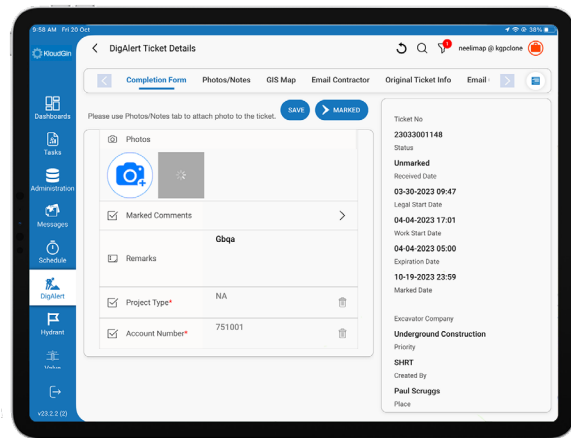 9:58 AM Fri 20 Oct
38%
KloudGin
DigAlert Ticket Details
neelimap @ kgpclone
Completion Form
Photos/Notes
GIS Map
Email Contractor
Original Ticket Info
Email
Dashboards
Tasks
Administration
Messages
Schedule
DigAlert
Hydrant
v23.2.2 (2)
Please use Photos/Notes tab to attach photo to the ticket.
SAVE
MARKED
Photos
Marked Comments
Remarks
Gbqa
Project Type*
NA
Account Number*
751001
Ticket No
23033001148
Status
Unmarked
Received Date
03-30-2023 09:47
Legal Start Date
04-04-2023 17:01
Work Start Date
04-04-2023 05:00
Expiration Date
10-19-2023 23:59
Marked Date
Excavator Company
Underground Construction
Priority
SHRT
Created By
Paul Scruggs
Place